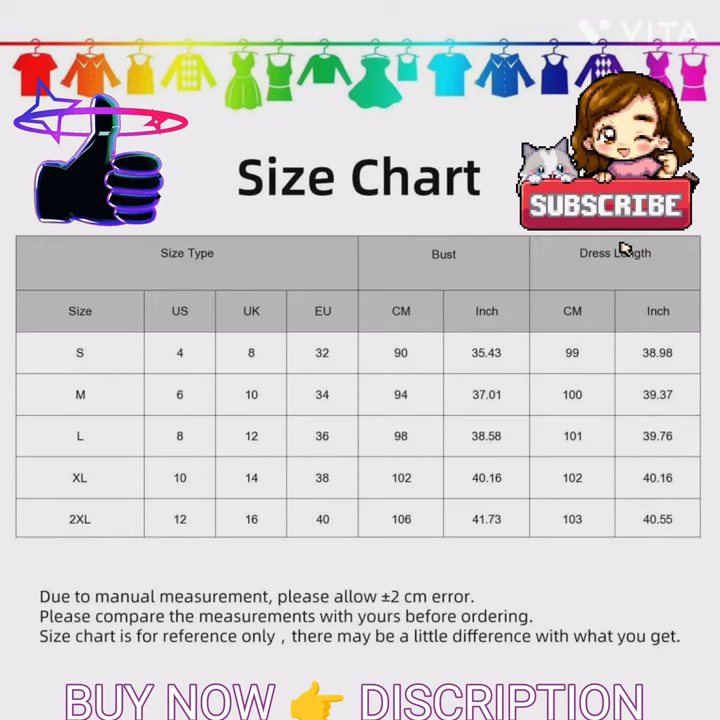 VITA
Size Chart
SUBSCRIBE
Size Type Bust Dress Length
Size US UK EU CM Inch CM Inch
S 4 8 32 90 35.43 99 38.98
M 6 10 34 94 37.01 100 39.37
L 8 12 36 98 38.58 101 39.76
XL 10 14 38 102 40.16 102 40.16
2XL 12 16 40 106 41.73 103 40.55
Due to manual measurement, please allow ±2 cm error.
Please compare the measurements with yours before ordering.
Size chart is for reference only , there may be a little difference with what you get.
BUY NOW 👉 DISCRIPTION